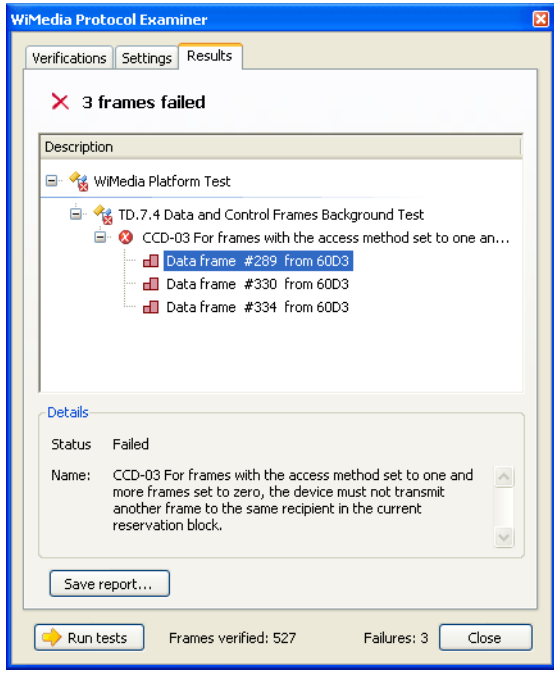 WiMedia Protocol Examiner
Verifications Settings Results
3 frames failed
Description
WiMedia Platform Test
TD.7.4 Data and Control Frames Background Test
CCD-03 For frames with the access method set to one an...
Data frame #289 from 60D3
Data frame #330 from 60D3
Data frame #334 from 60D3
Details
Status Failed
Name: CCD-03 For frames with the access method set to one and
more frames set to zero, the device must not transmit
another frame to the same recipient in the current
reservation block.
Save report...
Run tests Frames verified: 527 Failures: 3 Close